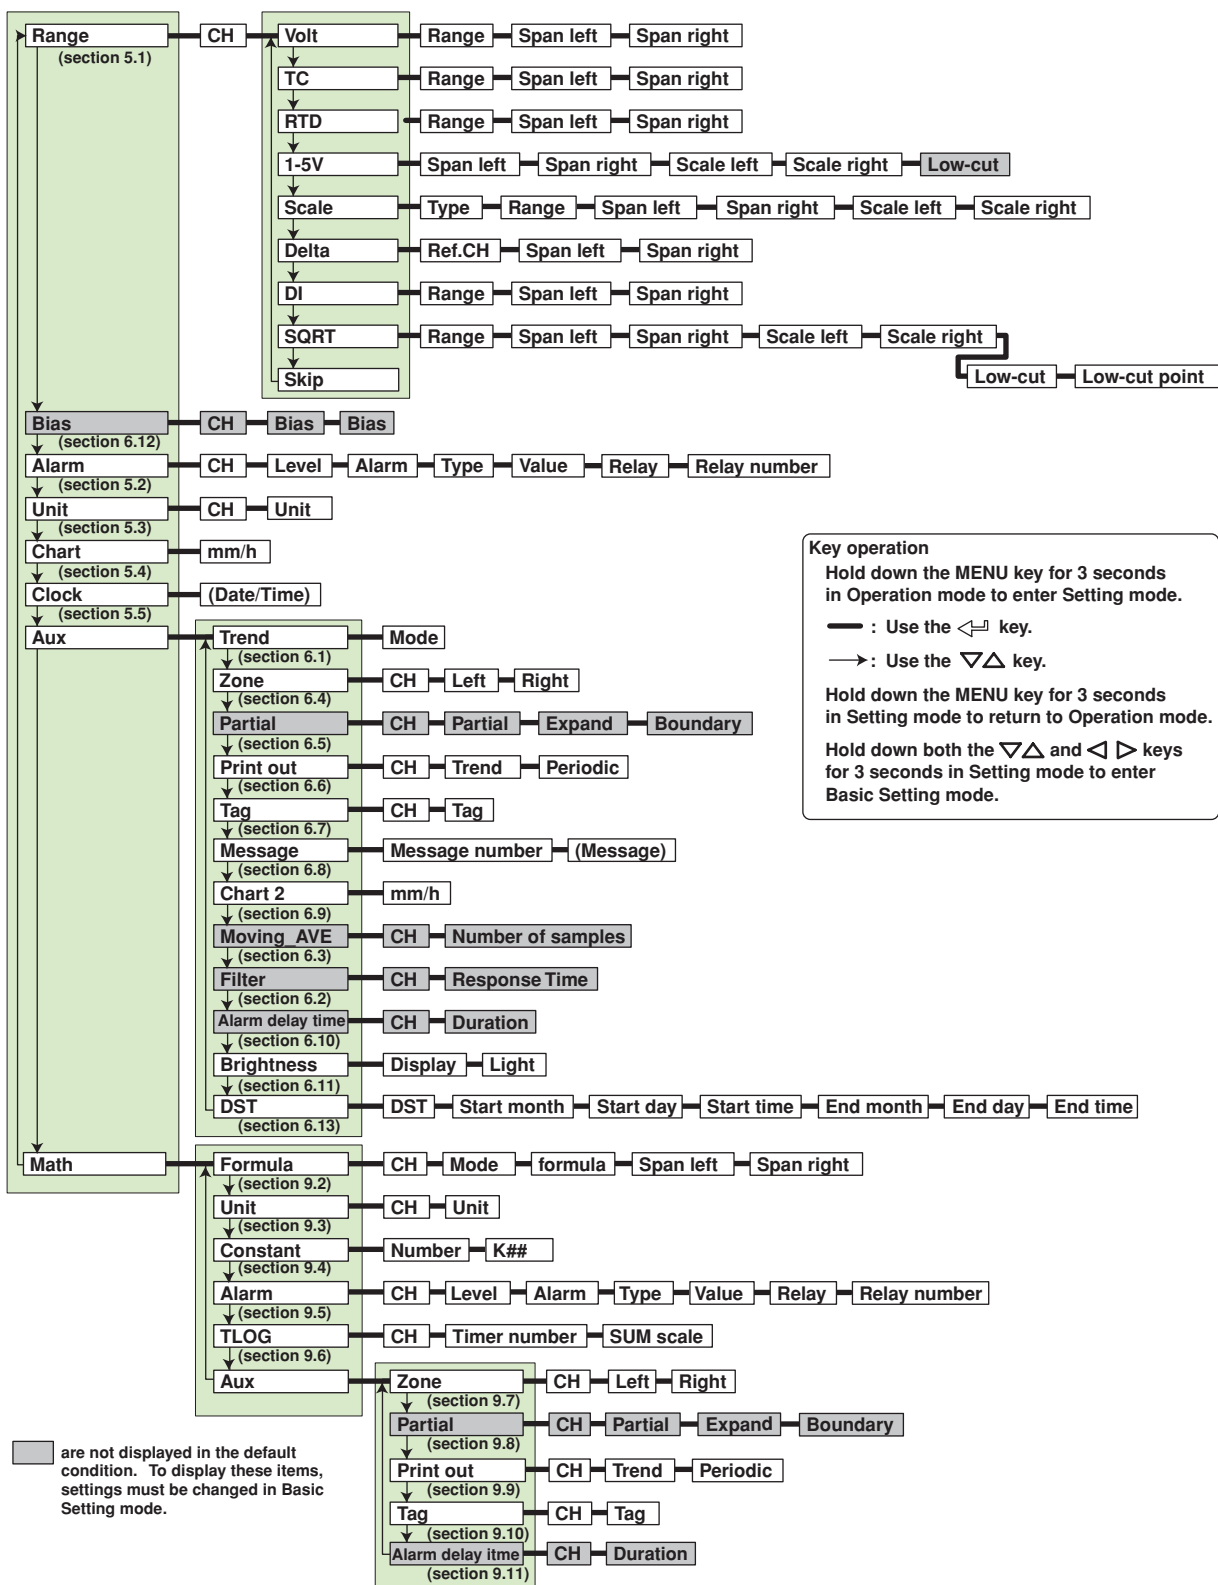 Range CH Volt Range Span left Span right
(section 5.1)
TC Range Span left Span right
RTD Range Span left Span right
1-5V Span left Span right Scale left Scale right Low-cut
Scale Type Range Span left Span right Scale left Scale right
Delta Ref.CH Span left Span right
DI Range Span left Span right
SQRT Range Span left Span right Scale left Scale right
Low-cut Low-cut point
Skip
Bias CH Bias Bias
(section 6.12)
Alarm CH Level Alarm Type Value Relay Relay number
(section 5.2)
Unit CH Unit
(section 5.3)
Chart mm/h
(section 5.4)
Clock (Date/Time)
(section 5.5)
Aux Trend Mode
(section 6.1)
Zone CH Left Right
(section 6.4)
Partial CH Partial Expand Boundary
(section 6.5)
Print out CH Trend Periodic
(section 6.6)
Tag CH Tag
(section 6.7)
Message Message number (Message)
(section 6.8)
Chart 2 mm/h
(section 6.9)
Moving_AVE CH Number of samples
(section 6.3)
Filter CH Response Time
(section 6.2)
Alarm delay time CH Duration
(section 6.10)
Brightness Display Light
(section 6.11)
DST DST Start month Start day Start time End month End day End time
(section 6.13)
Key operation
Hold down the MENU key for 3 seconds
in Operation mode to enter Setting mode.
: Use the key.
: Use the ▽△ key.
Hold down the MENU key for 3 seconds
in Setting mode to return to Operation mode.
Hold down both the ▽△ and ◁ ▷ keys
for 3 seconds in Setting mode to enter
Basic Setting mode.
Math Formula CH Mode formula Span left Span right
(section 9.2)
Unit CH Unit
(section 9.3)
Constant Number K##
(section 9.4)
Alarm CH Level Alarm Type Value Relay Relay number
(section 9.5)
TLOG CH Timer number SUM scale
(section 9.6)
Aux Zone CH Left Right
(section 9.7)
Partial CH Partial Expand Boundary
(section 9.8)
Print out CH Trend Periodic
(section 9.9)
Tag CH Tag
(section 9.10)
Alarm delay itme CH Duration
(section 9.11)
are not displayed in the default
condition. To display these items,
settings must be changed in Basic
Setting mode.